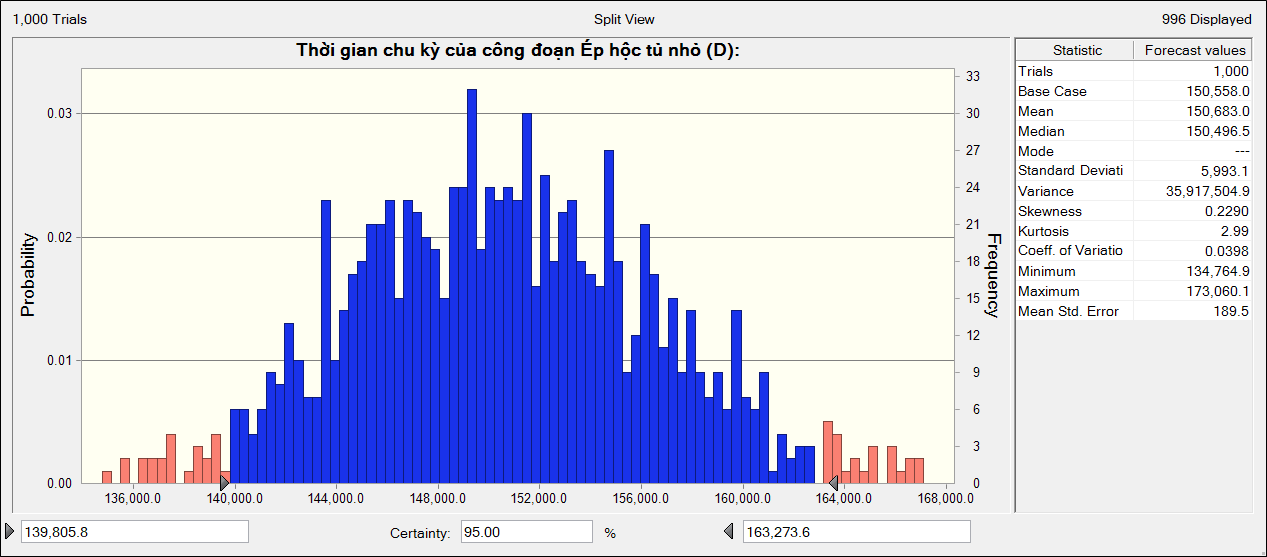 1,000 Trials
Split View
996 Displayed
Thời gian chu kỳ của công đoạn Ép hộc tủ nhỏ (D):
Probability
0.03
0.02
0.01
0.00
33
30
27
24
21
18
15
12
9
6
3
0
Frequency
136,000.0 140,000.0 144,000.0 148,000.0 152,000.0 156,000.0 160,000.0 164,000.0 168,000.0
Statistic Forecast values
Trials 1,000
Base Case 150,558.0
Mean 150,683.0
Median 150,496.5
Mode ---
Standard Deviati 5,993.1
Variance 35,917,504.9
Skewness 0.2290
Kurtosis 2.99
Coeff. of Variatio 0.0398
Minimum 134,764.9
Maximum 173,060.1
Mean Std. Error 189.5
139,805.8 Certainty: 95.00 % 163,273.6